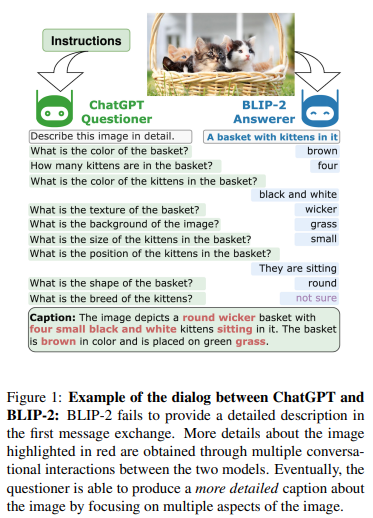 Instructions
ChatGPT
Questioner
BLIP-2
Answerer
Describe this image in detail.
A basket with kittens in it
What is the color of the basket?
brown
How many kittens are in the basket?
four
What is the color of the kittens in the basket?
black and white
What is the texture of the basket?
wicker
What is the background of the image?
grass
What is the size of the kittens in the basket?
small
What is the position of the kittens in the basket?
They are sitting
What is the shape of the basket?
round
What is the breed of the kittens?
not sure
Caption: The image depicts a round wicker basket with
four small black and white kittens sitting in it. The basket
is brown in color and is placed on green grass.
Figure 1: Example of the dialog between ChatGPT and
BLIP-2: BLIP-2 fails to provide a detailed description in
the first message exchange. More details about the image
highlighted in red are obtained through multiple conversa-
tional interactions between the two models. Eventually, the
questioner is able to produce a more detailed caption about
the image by focusing on multiple aspects of the image.